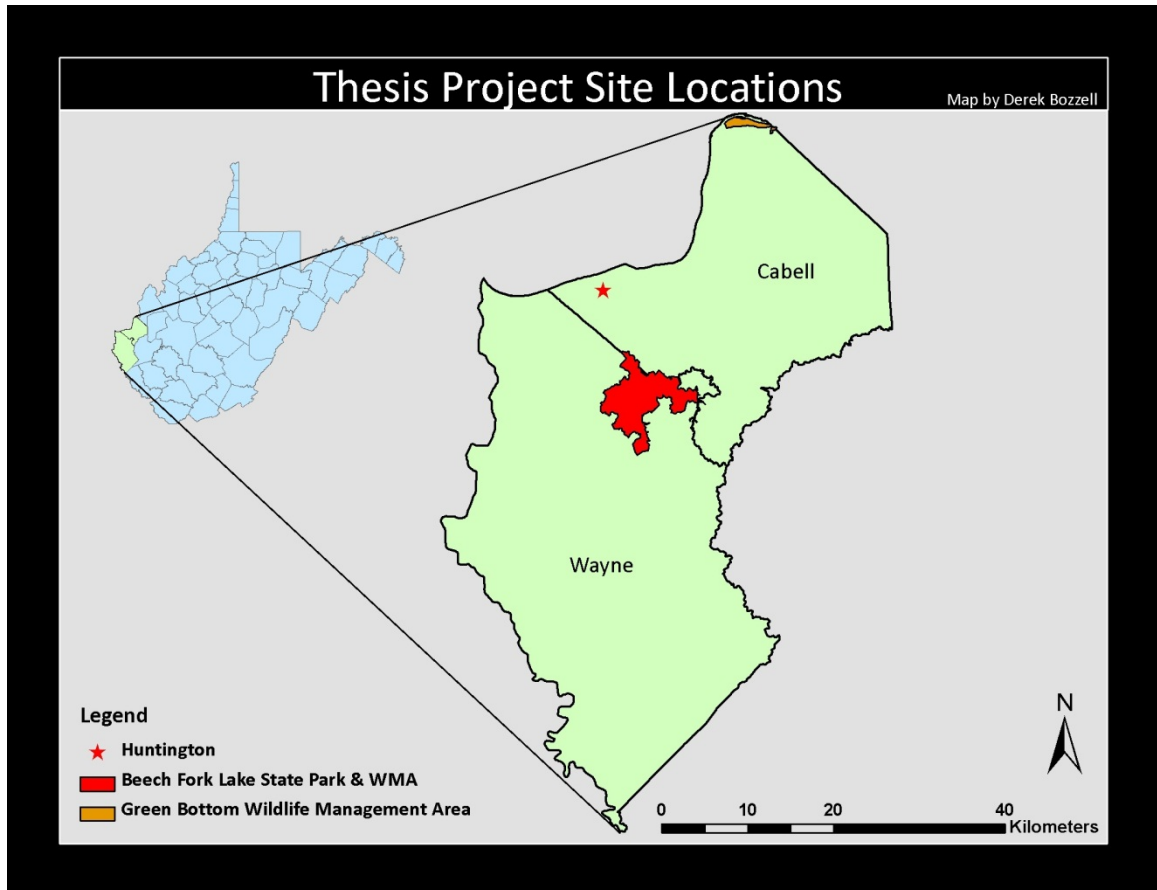 Thesis Project Site Locations
Map by Derek Bozzell
Cabell
Wayne
Legend
Huntington
Beech Fork Lake State Park & WMA
Green Bottom Wildlife Management Area
N
0 10 20 40
Kilometers